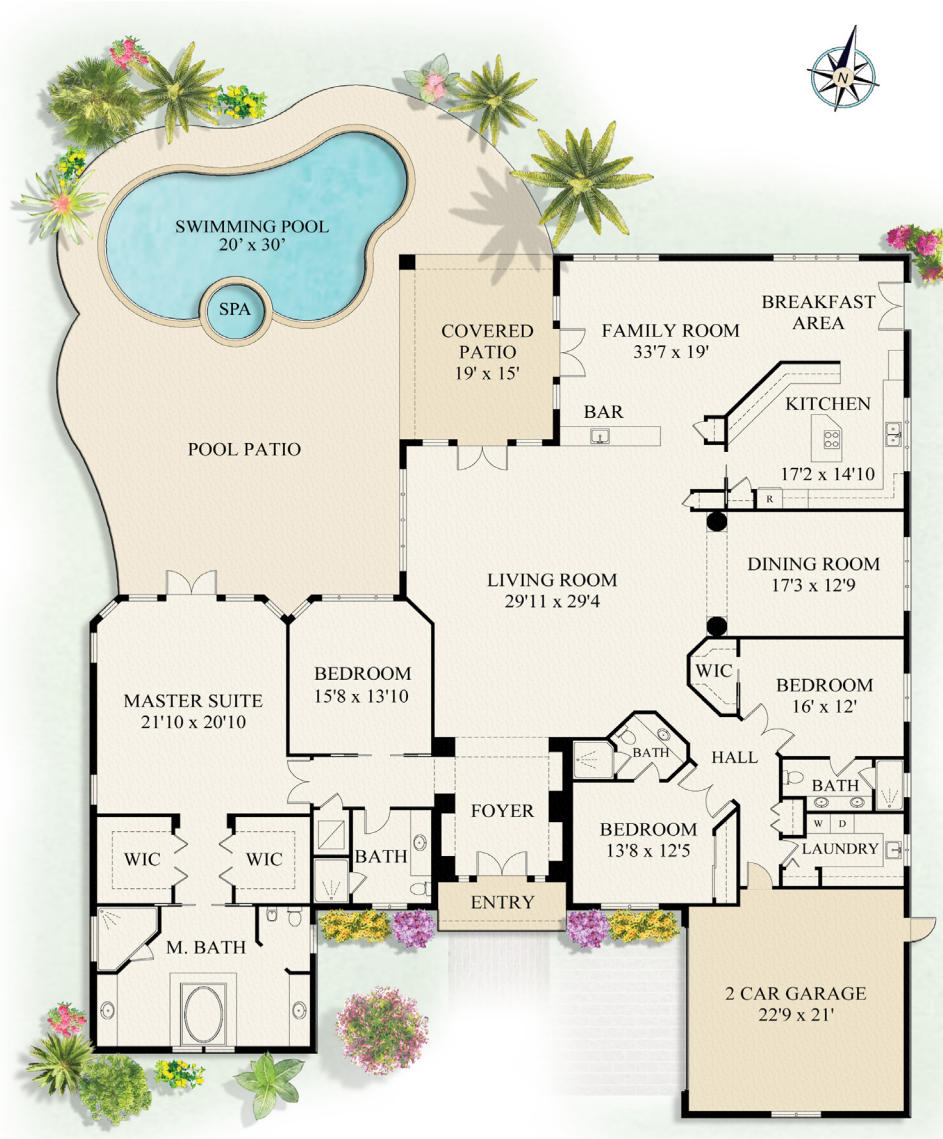 N
SWIMMING POOL
20' x 30'
SPA
COVERED
PATIO
19' x 15'
FAMILY ROOM
33'7 x 19'
BREAKFAST
AREA
BAR
KITCHEN
17'2 x 14'10
R
POOL PATIO
LIVING ROOM
29'11 x 29'4
DINING ROOM
17'3 x 12'9
MASTER SUITE
21'10 x 20'10
BEDROOM
15'8 x 13'10
WIC
BEDROOM
16' x 12'
BATH
HALL
BATH
FOYER
BEDROOM
13'8 x 12'5
W D
LAUNDRY
WIC
WIC
BATH
ENTRY
M. BATH
2 CAR GARAGE
22'9 x 21'